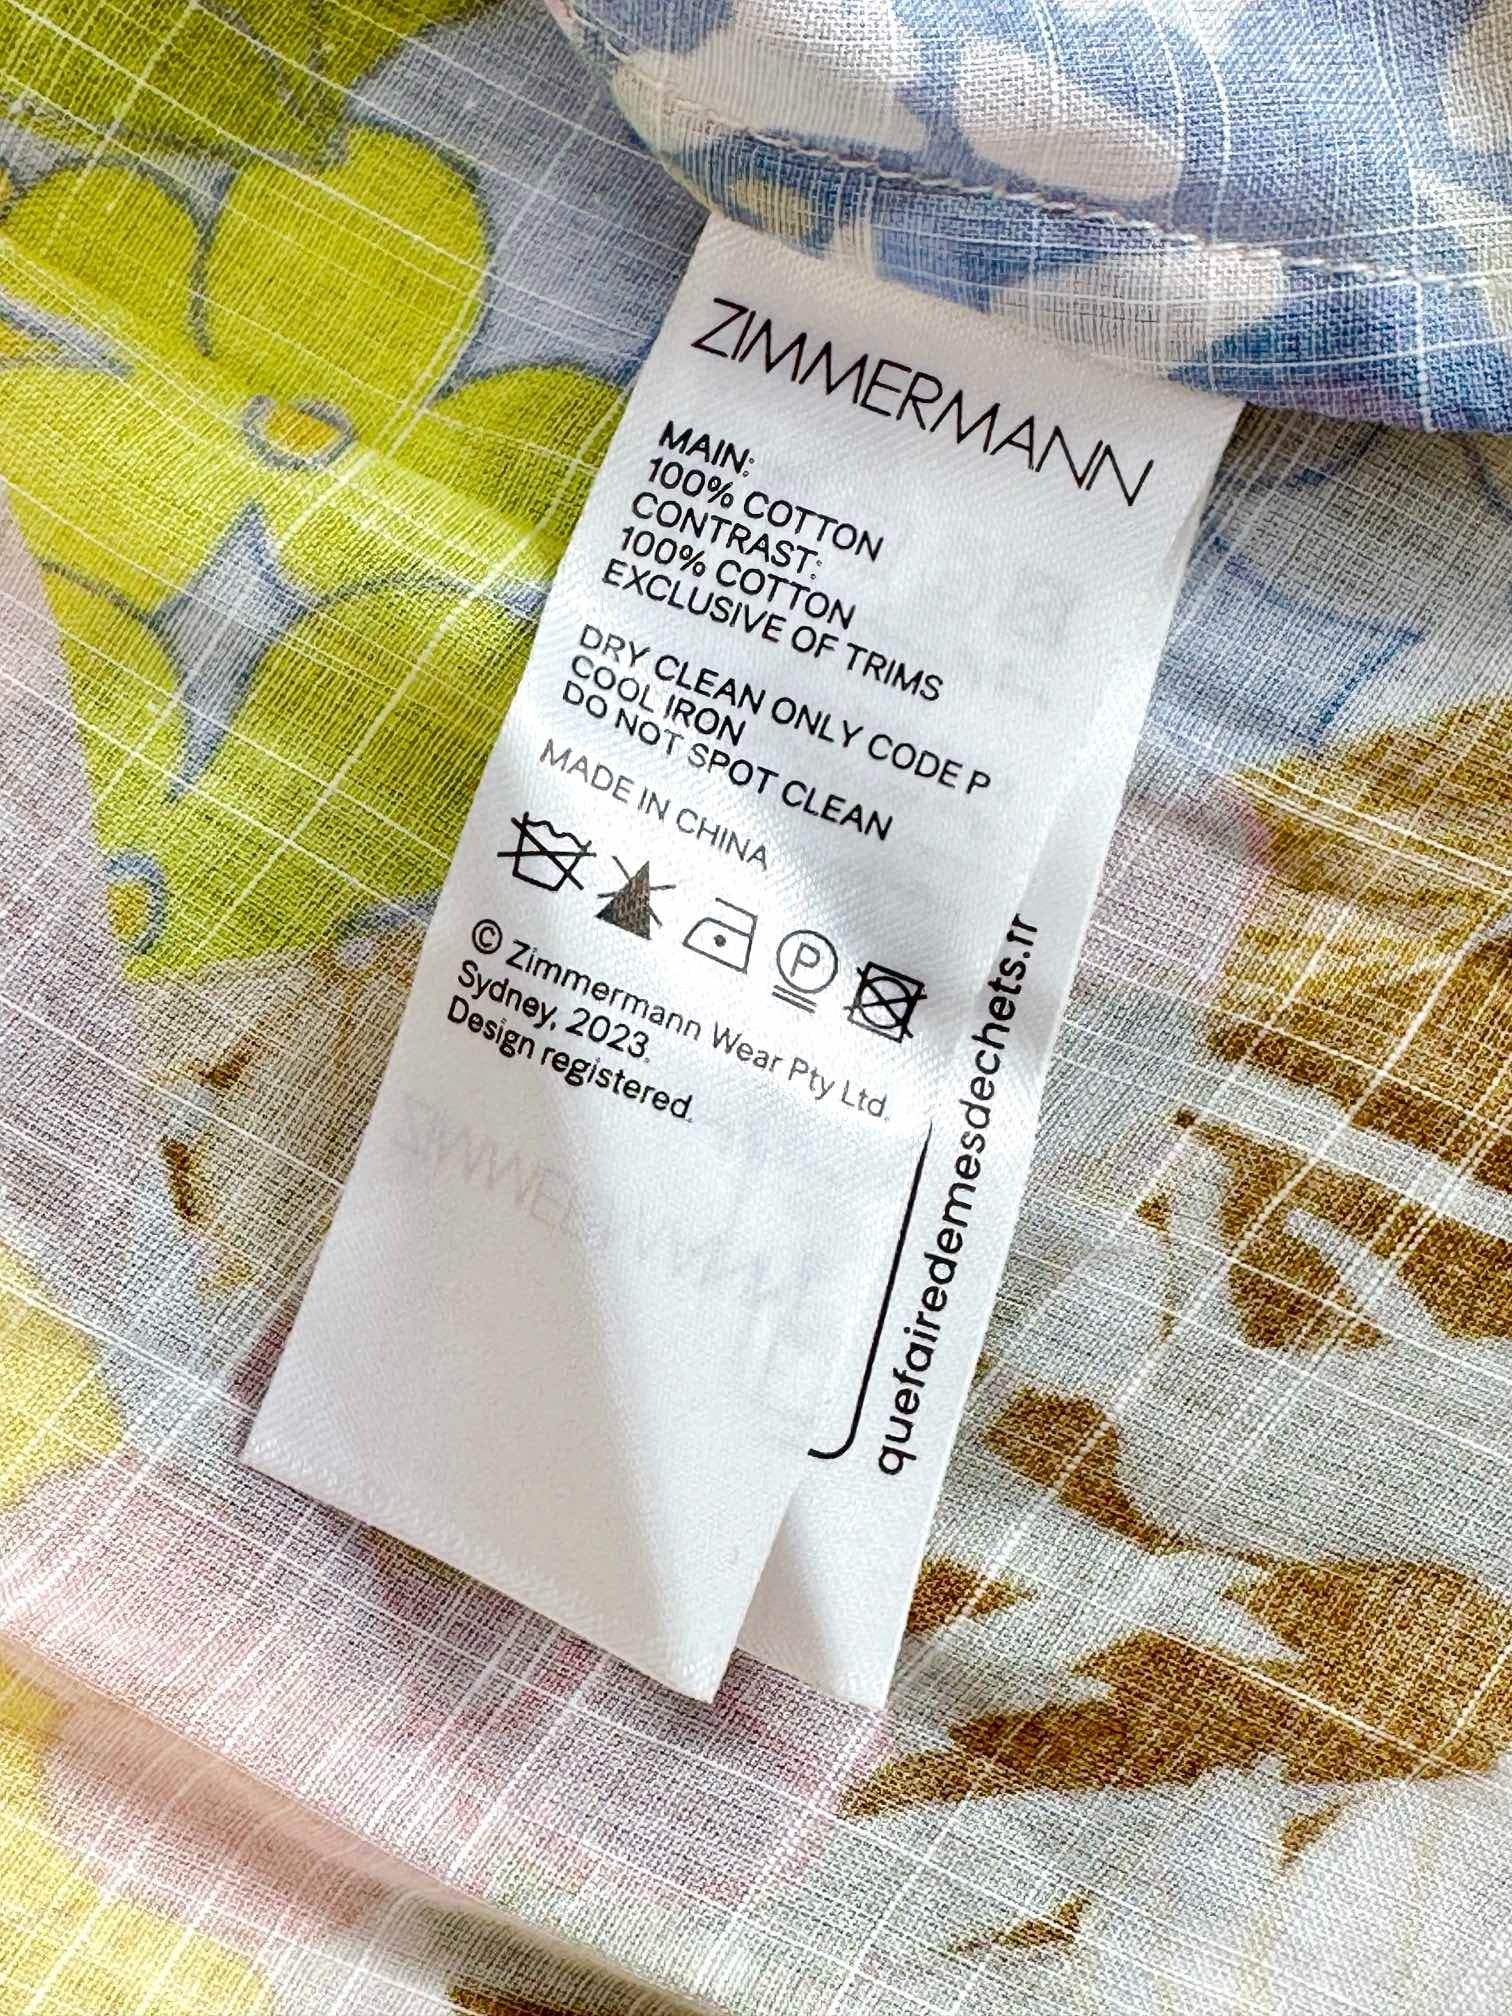 ZIMMERMANN
MAIN:
100% COTTON
CONTRAST:
100% COTTON
EXCLUSIVE OF TRIMS
DRY CLEAN ONLY CODE P
COOL IRON
DO NOT SPOT CLEAN
MADE IN CHINA
P
© Zimmermann Wear Pty Ltd.
Sydney, 2023.
Design registered.
quefairedemesdechets.fr